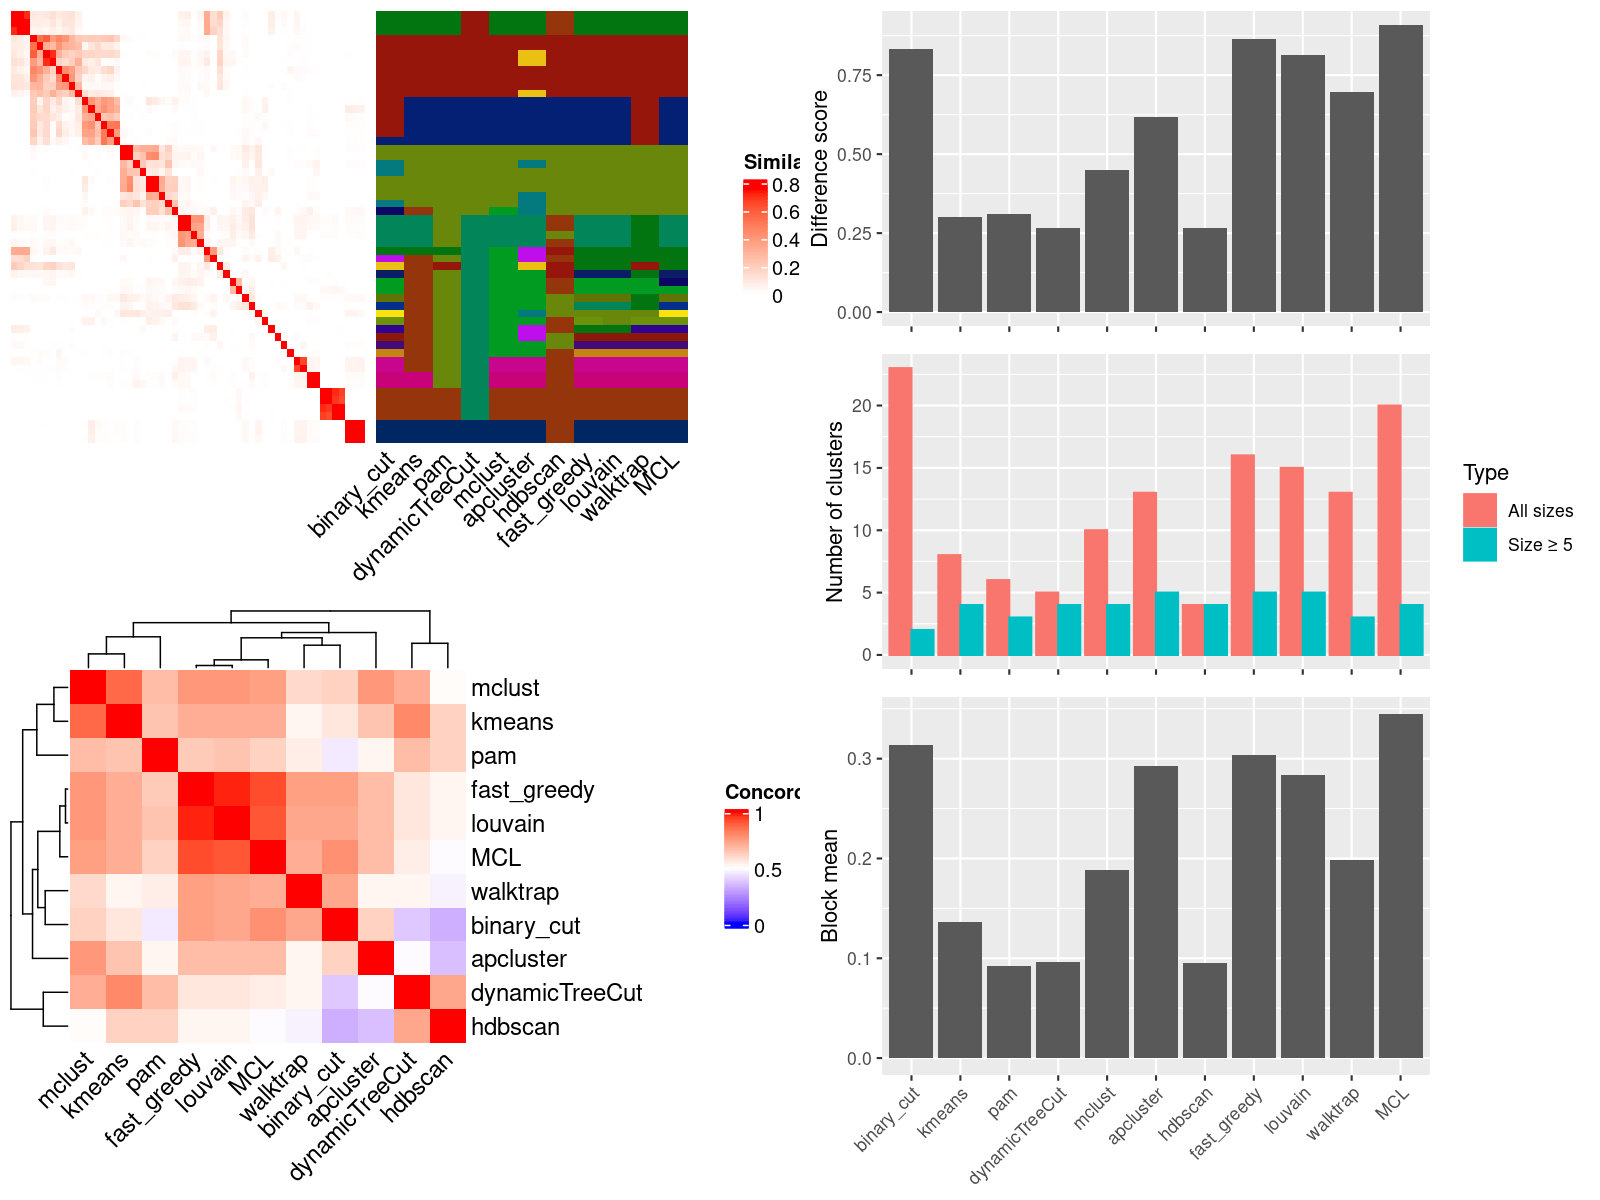 Simila
0.8
0.6
0.4
0.2
0
binary_cut
kmeans
pam
dynamicTreeCut
mclust
apcluster
hdbscan
fast_greedy
louvain
walktrap
MCL
mclust
kmeans
pam
fast_greedy
louvain
MCL
walktrap
binary_cut
apcluster
dynamicTreeCut
hdbscan
mclust
kmeans
pam
fast_greedy
louvain
MCL
walktrap
binary_cut
apcluster
dynamicTreeCut
hdbscan
Concord
1
0.5
0
Difference score
0.75
0.50
0.25
0.00
Number of clusters
20
15
10
5
0
Type
All sizes
Size ≥ 5
Block mean
0.3
0.2
0.1
0.0
binary_cut
kmeans
pam
dynamicTreeCut
mclust
apcluster
hdbscan
fast_greedy
louvain
walktrap
MCL